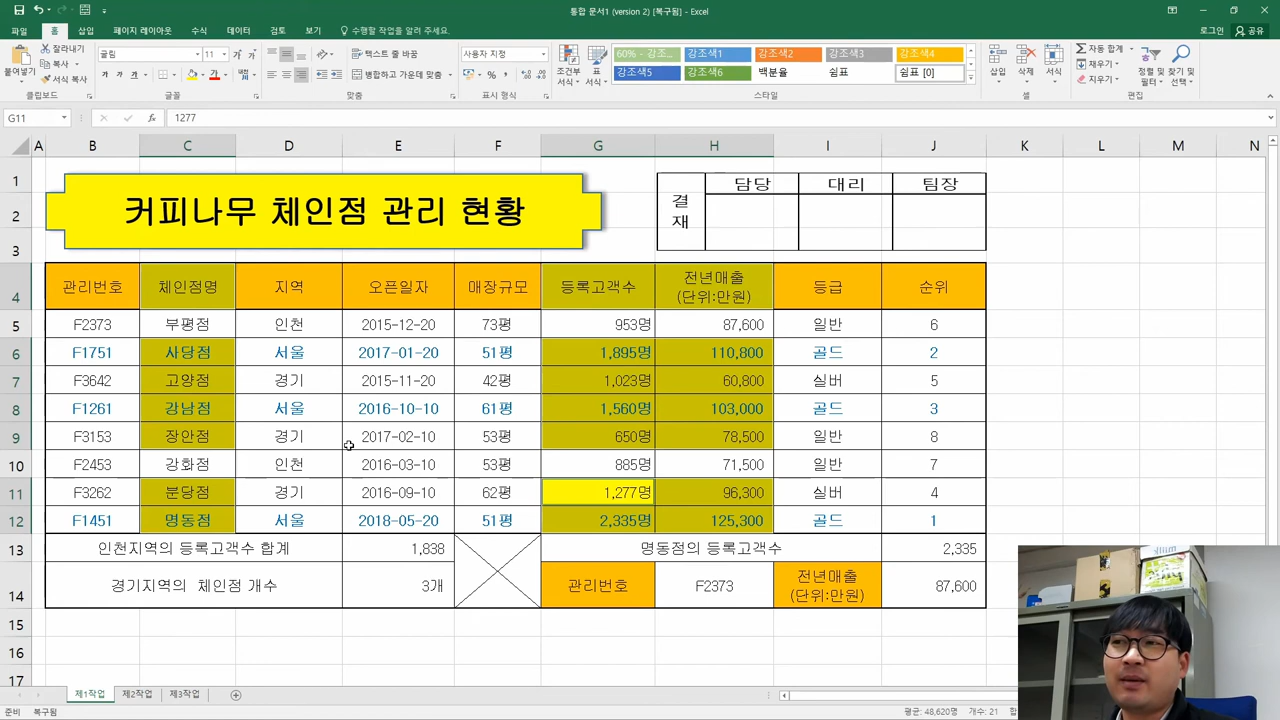 통합 문서1 (version 2) [복구됨] - Excel
파일 홈 삽입 페이지 레이아웃 수식 데이터 검토 보기 수행할 작업을 알려 주세요. 로그인 공유
붙여넣기 잘라내기 복사 서식 복사
굴림 11
가
텍스트 줄 바꿈
병합하고 가운데 맞춤
사용자 지정
조건부 서식 표 서식
60% - 강조... 강조색1 강조색2 강조색3 강조색4
강조색5 강조색6 백분율 쉼표 쉼표 [0]
삽입 삭제 서식
자동 합계 채우기 지우기
정렬 및 필터 찾기 및 선택
클립보드 글꼴 맞춤 표시 형식 스타일 셀 편집
G11 fx 1277
A B C D E F G H I J K L M N
1 결재 담당 대리 팀장
2 커피나무 체인점 관리 현황
3
4 관리번호 체인점명 지역 오픈일자 매장규모 등록고객수 전년매출 (단위:만원) 등급 순위
5 F2373 부평점 인천 2015-12-20 73평 953명 87,600 일반 6
6 F1751 사당점 서울 2017-01-20 51평 1,895명 110,800 골드 2
7 F3642 고양점 경기 2015-11-20 42평 1,023명 60,800 실버 5
8 F1261 강남점 서울 2016-10-10 61평 1,560명 103,000 골드 3
9 F3153 장안점 경기 2017-02-10 53평 650명 78,500 일반 8
10 F2453 강화점 인천 2016-03-10 53평 885명 71,500 일반 7
11 F3262 분당점 경기 2016-09-10 62평 1,277명 96,300 실버 4
12 F1451 명동점 서울 2018-05-20 51평 2,335명 125,300 골드 1
13 인천지역의 등록고객수 합계 1,838 명동점의 등록고객수 2,335
14 경기지역의 체인점 개수 3개 관리번호 F2373 전년매출 (단위:만원) 87,600
15
16
17
제1작업 제2작업 제3작업
준비 복구됨 평균: 48,620명 개수: 21